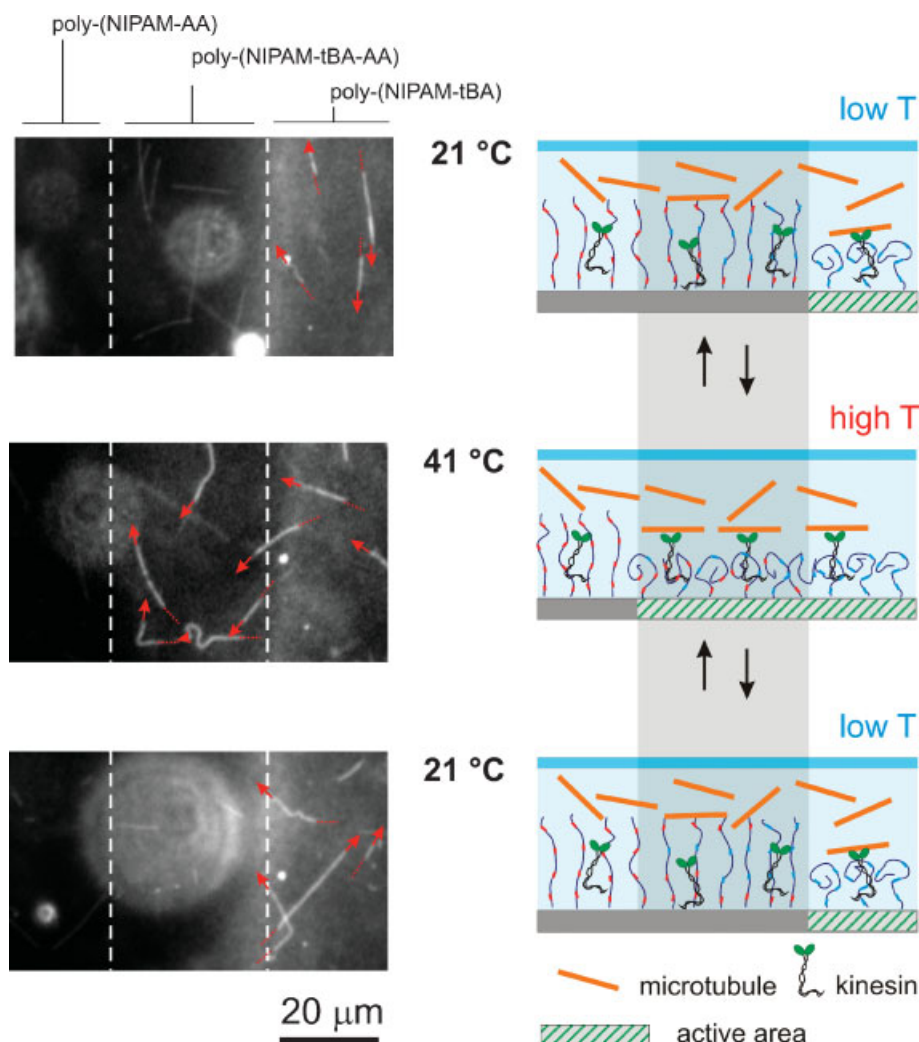 poly-(NIPAM-AA)
poly-(NIPAM-tBA-AA)
poly-(NIPAM-tBA)
low T
21 °C
high T
41 °C
low T
21 °C
20 μm
microtubule
kinesin
active area